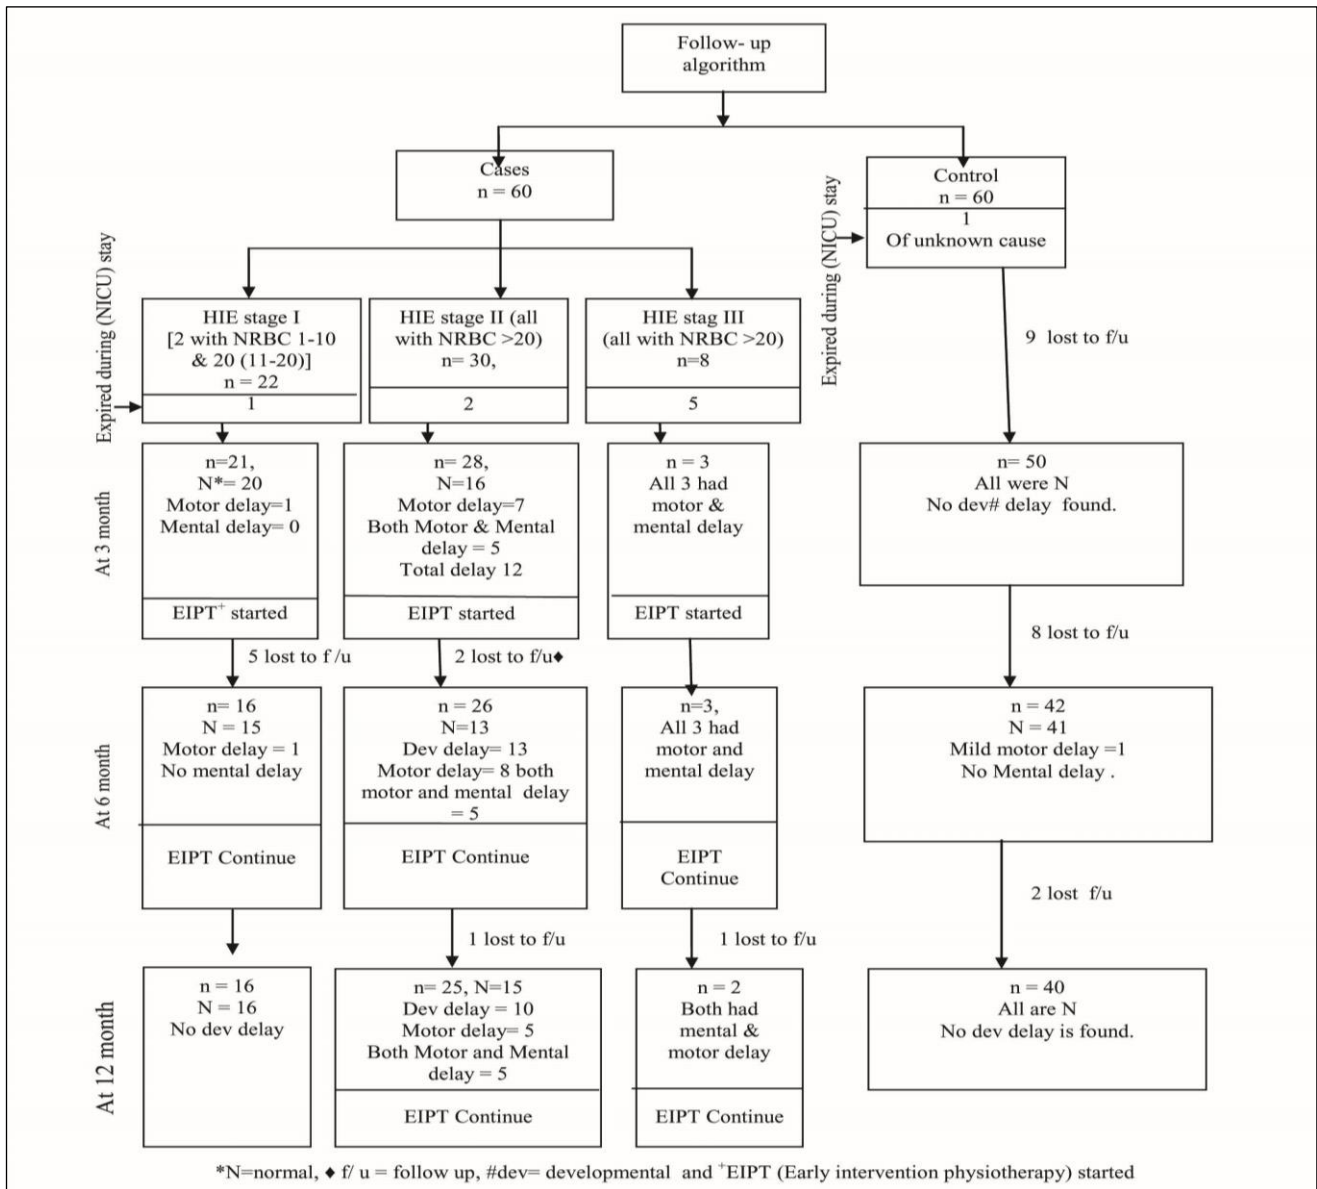 Follow- up
algorithm
Cases
n = 60
Control
n = 60
1
Of unknown cause
Expired during (NICU) stay
9 lost to f/u
Expired during (NICU) stay
HIE stage I
[2 with NRBC 1-10
& 20 (11-20)]
n = 22
1
HIE stage II (all
with NRBC >20)
n= 30,
2
HIE stag III
(all with NRBC >20)
n=8
5
At 3 month
n=21,
N*= 20
Motor delay=1
Mental delay= 0
EIPT+ started
n= 28,
N=16
Motor delay=7
Both Motor & Mental
delay = 5
Total delay 12
EIPT started
n = 3
All 3 had
motor &
mental delay
EIPT started
n= 50
All were N
No dev# delay found.
5 lost to f /u
2 lost to f/u♦
8 lost to f/u
At 6 month
n= 16
N = 15
Motor delay = 1
No mental delay
EIPT Continue
n = 26
N=13
Dev delay= 13
Motor delay= 8 both
motor and mental delay
= 5
EIPT Continue
n=3,
All 3 had
motor and
mental delay
EIPT
Continue
n = 42
N = 41
Mild motor delay =1
No Mental delay .
1 lost to f/u
1 lost to f/u
2 lost f/u
At 12 month
n = 16
N = 16
No dev delay
n= 25, N=15
Dev delay = 10
Motor delay= 5
Both Motor and Mental
delay = 5
EIPT Continue
n = 2
Both had
mental &
motor delay
EIPT Continue
n = 40
All are N
No dev delay is found.
*N=normal, ♦ f/ u = follow up, #dev= developmental and +EIPT (Early intervention physiotherapy) started